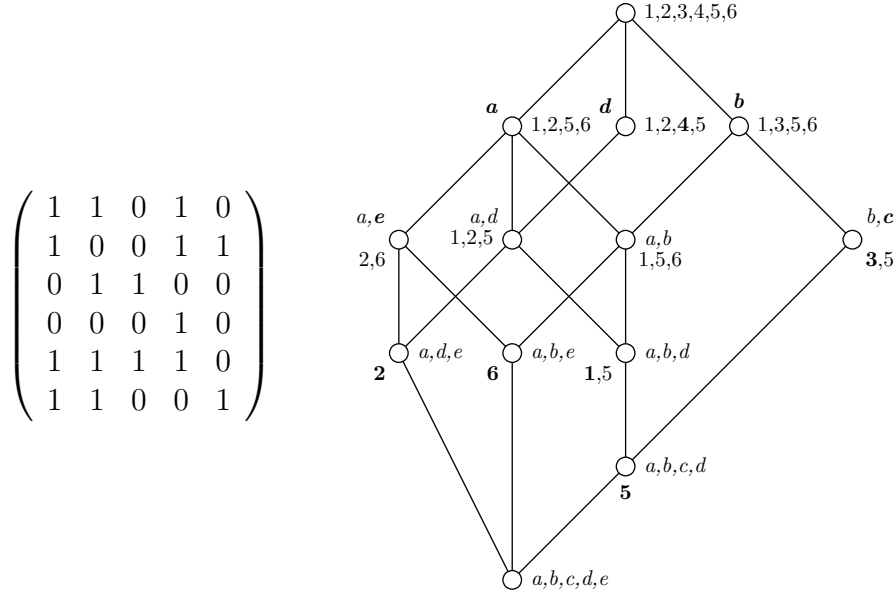 1 1 0 1 0
1 0 0 1 1
0 1 1 0 0
0 0 0 1 0
1 1 1 1 0
1 1 0 0 1
1,2,3,4,5,6
a
1,2,5,6
d
1,2,4,5
b
1,3,5,6
a,e
2,6
a,d
1,2,5
a,b
1,5,6
b,c
3,5
a,d,e
2
a,b,e
6
a,b,d
1,5
a,b,c,d
5
a,b,c,d,e